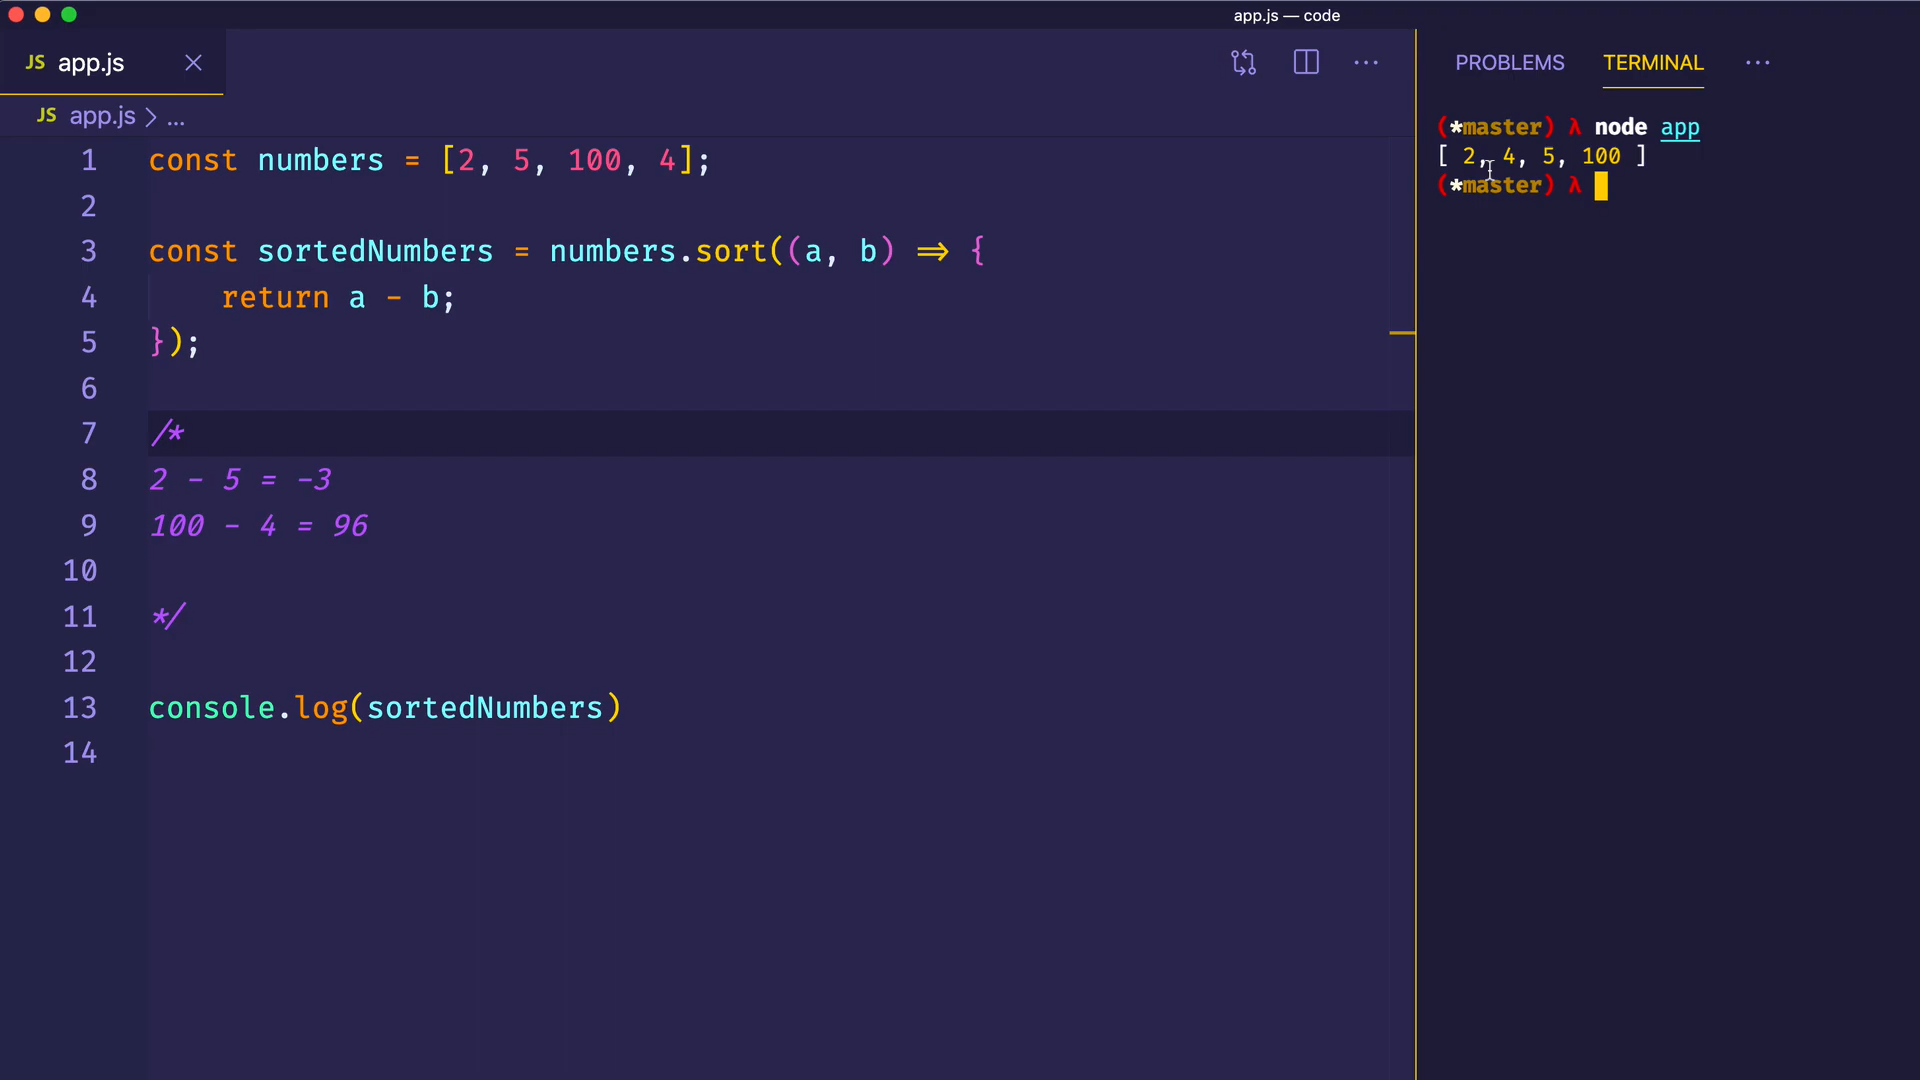 app.js — code
JS app.js
JS app.js > ...
1 const numbers = [2, 5, 100, 4];
2
3 const sortedNumbers = numbers.sort((a, b) => {
4 return a - b;
5 });
6
7 /*
8 2 - 5 = -3
9 100 - 4 = 96
10
11 */
12
13 console.log(sortedNumbers)
14
PROBLEMS TERMINAL ...
(*master) λ node app
[ 2, 4, 5, 100 ]
(*master) λ